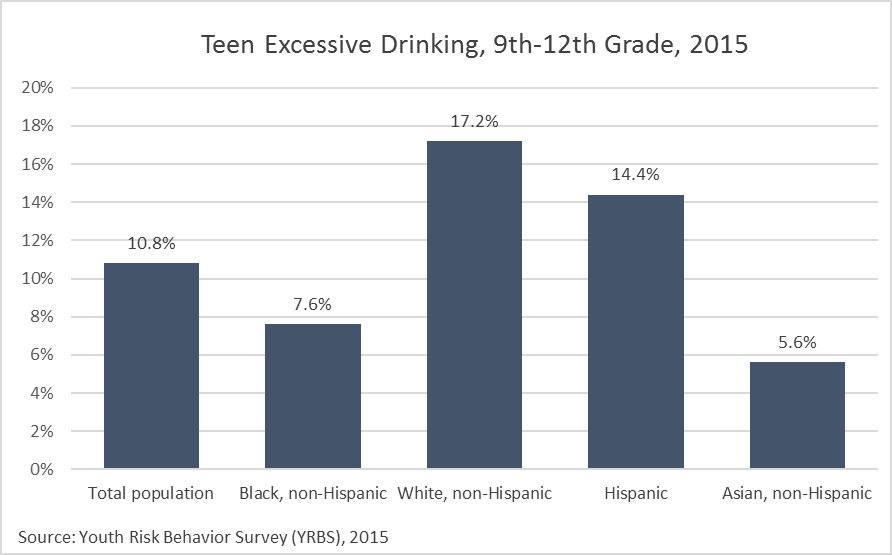 Teen Excessive Drinking, 9th-12th Grade, 2015
20%
18%
16%
14%
12%
10%
8%
6%
4%
2%
0%
10.8%
7.6%
17.2%
14.4%
5.6%
Total population
Black, non-Hispanic
White, non-Hispanic
Hispanic
Asian, non-Hispanic
Source: Youth Risk Behavior Survey (YRBS), 2015